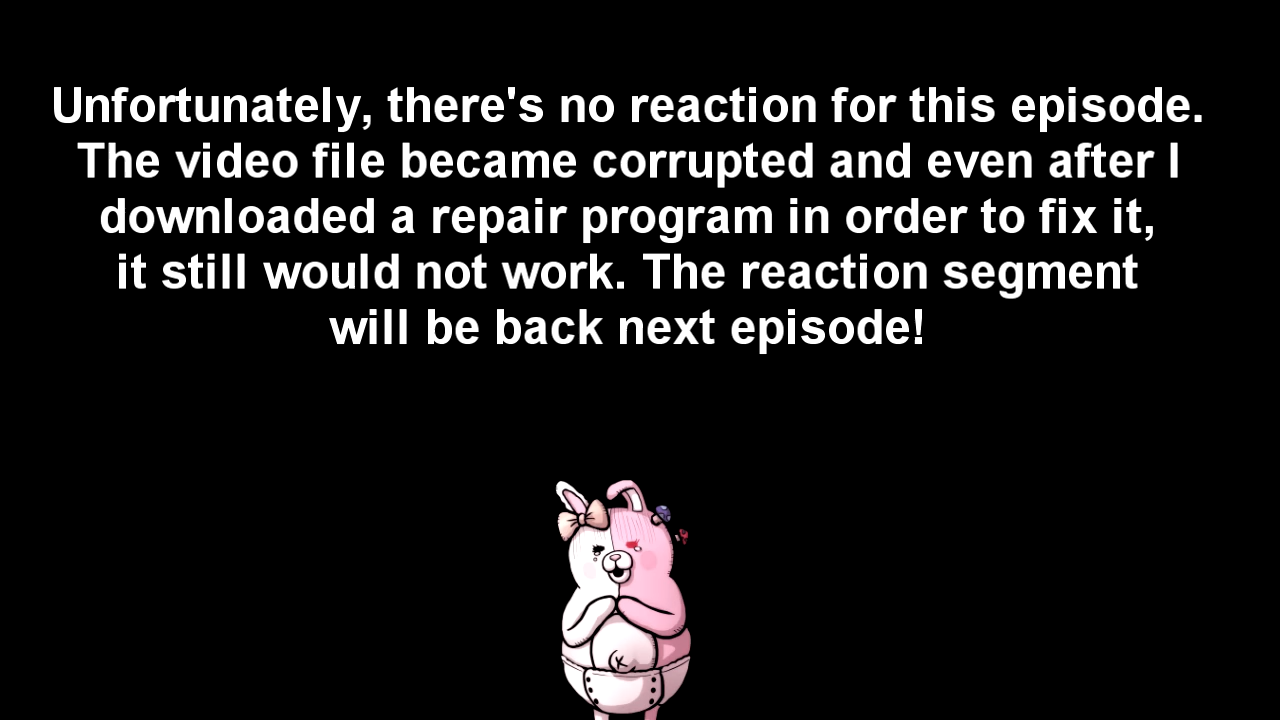 Unfortunately, there's no reaction for this episode.
The video file became corrupted and even after I
downloaded a repair program in order to fix it,
it still would not work. The reaction segment
will be back next episode!